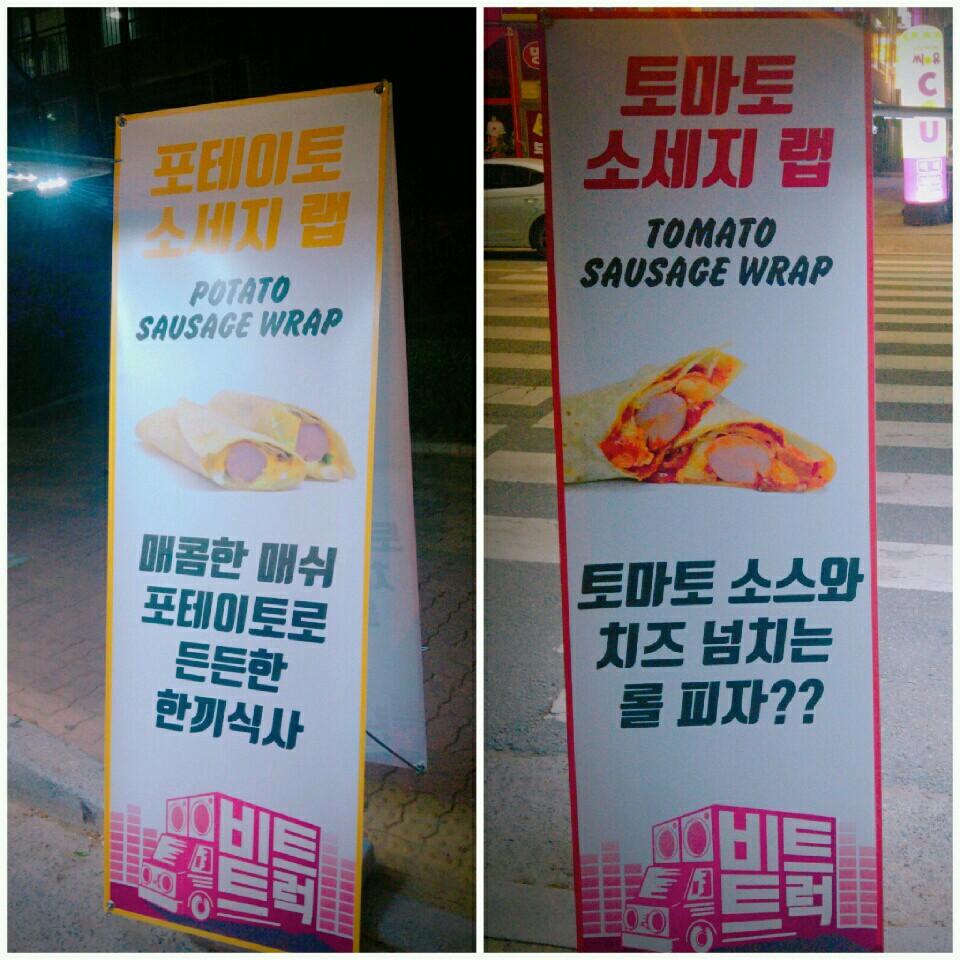 포테이토
소세지 랩
POTATO
SAUSAGE WRAP
매콤한 매쉬
포테이토로
든든한
한끼식사
비트
트럭
토마토
소세지 랩
TOMATO
SAUSAGE WRAP
토마토 소스와
치즈 넘치는
롤 피자??
비트
트럭